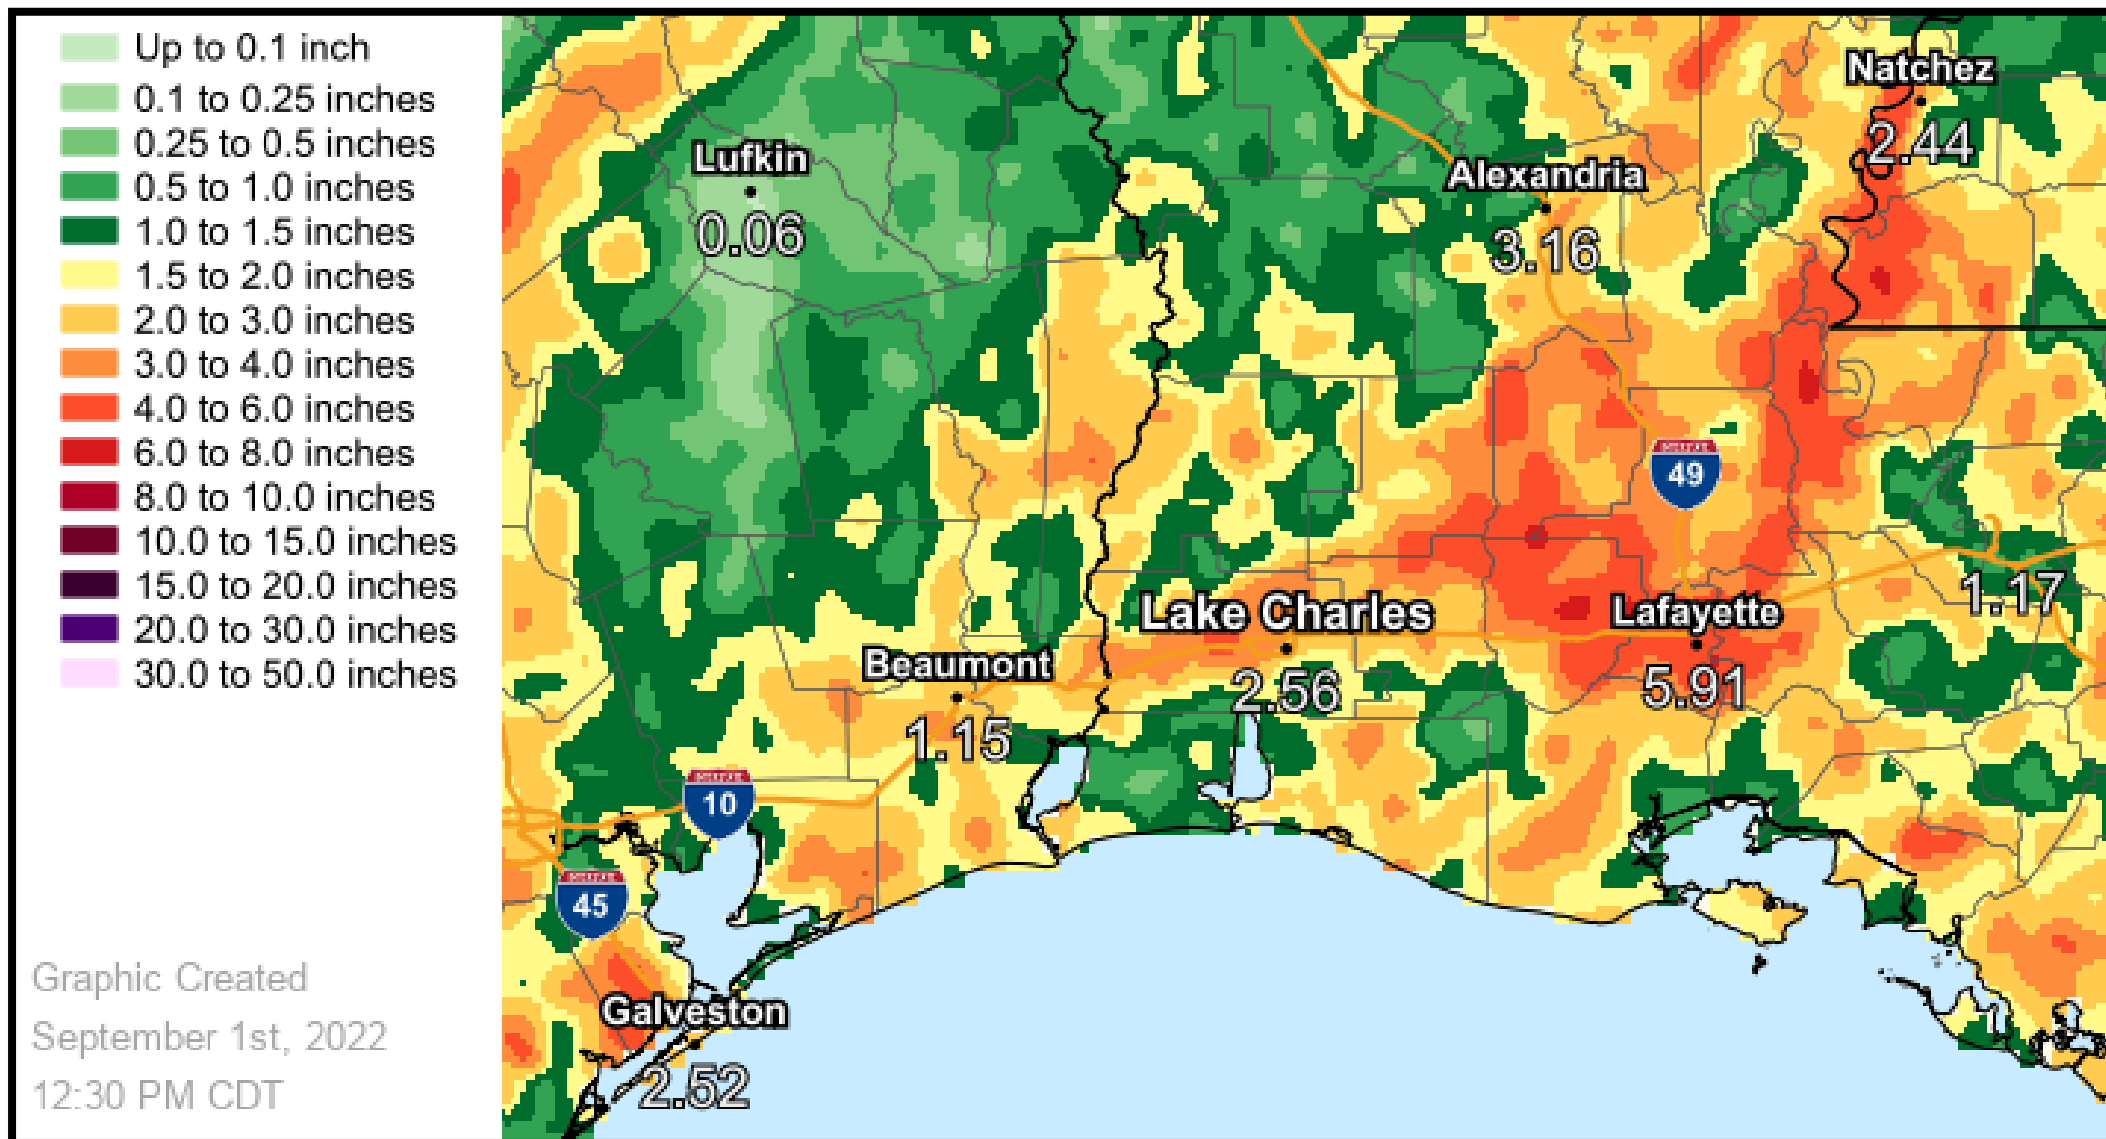 Up to 0.1 inch
0.1 to 0.25 inches
0.25 to 0.5 inches
0.5 to 1.0 inches
1.0 to 1.5 inches
1.5 to 2.0 inches
2.0 to 3.0 inches
3.0 to 4.0 inches
4.0 to 6.0 inches
6.0 to 8.0 inches
8.0 to 10.0 inches
10.0 to 15.0 inches
15.0 to 20.0 inches
20.0 to 30.0 inches
30.0 to 50.0 inches
Graphic Created
September 1st, 2022
12:30 PM CDT
Natchez
2.44
Lufkin
0.06
Alexandria
3.16
49
1.17
Lake Charles
2.56
Lafayette
5.91
Beaumont
1.15
10
45
Galveston
2.52